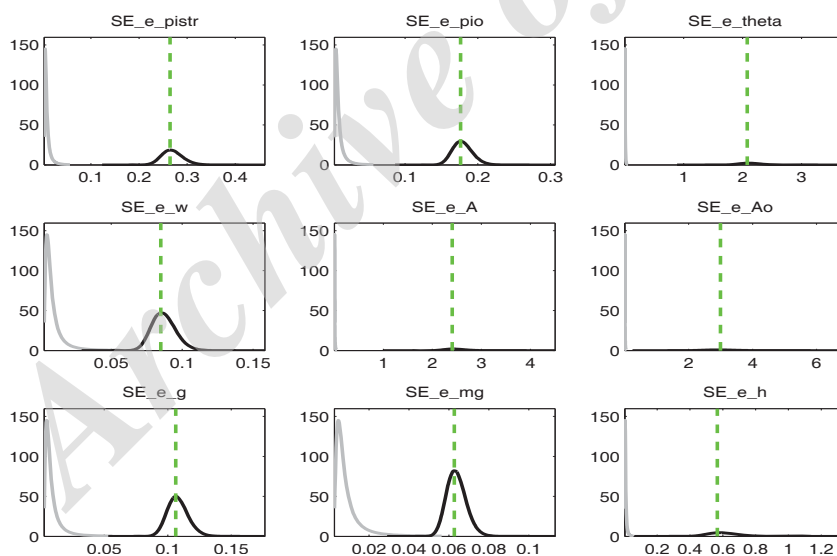 SE_e_pistr SE_e_pio SE_e_theta
150 150 150
100 100 100
50 50 50
0 0 0
0.1 0.2 0.3 0.4 0.1 0.2 0.3 1 2 3
SE_e_w SE_e_A SE_e_Ao
150 150 150
100 100 100
50 50 50
0 0 0
0.05 0.1 0.15 1 2 3 4 2 4 6
SE_e_g SE_e_mg SE_e_h
150 150 150
100 100 100
50 50 50
0 0 0
0.05 0.1 0.15 0.02 0.04 0.06 0.08 0.1 0.2 0.4 0.6 0.8 1 1.2
Archive of